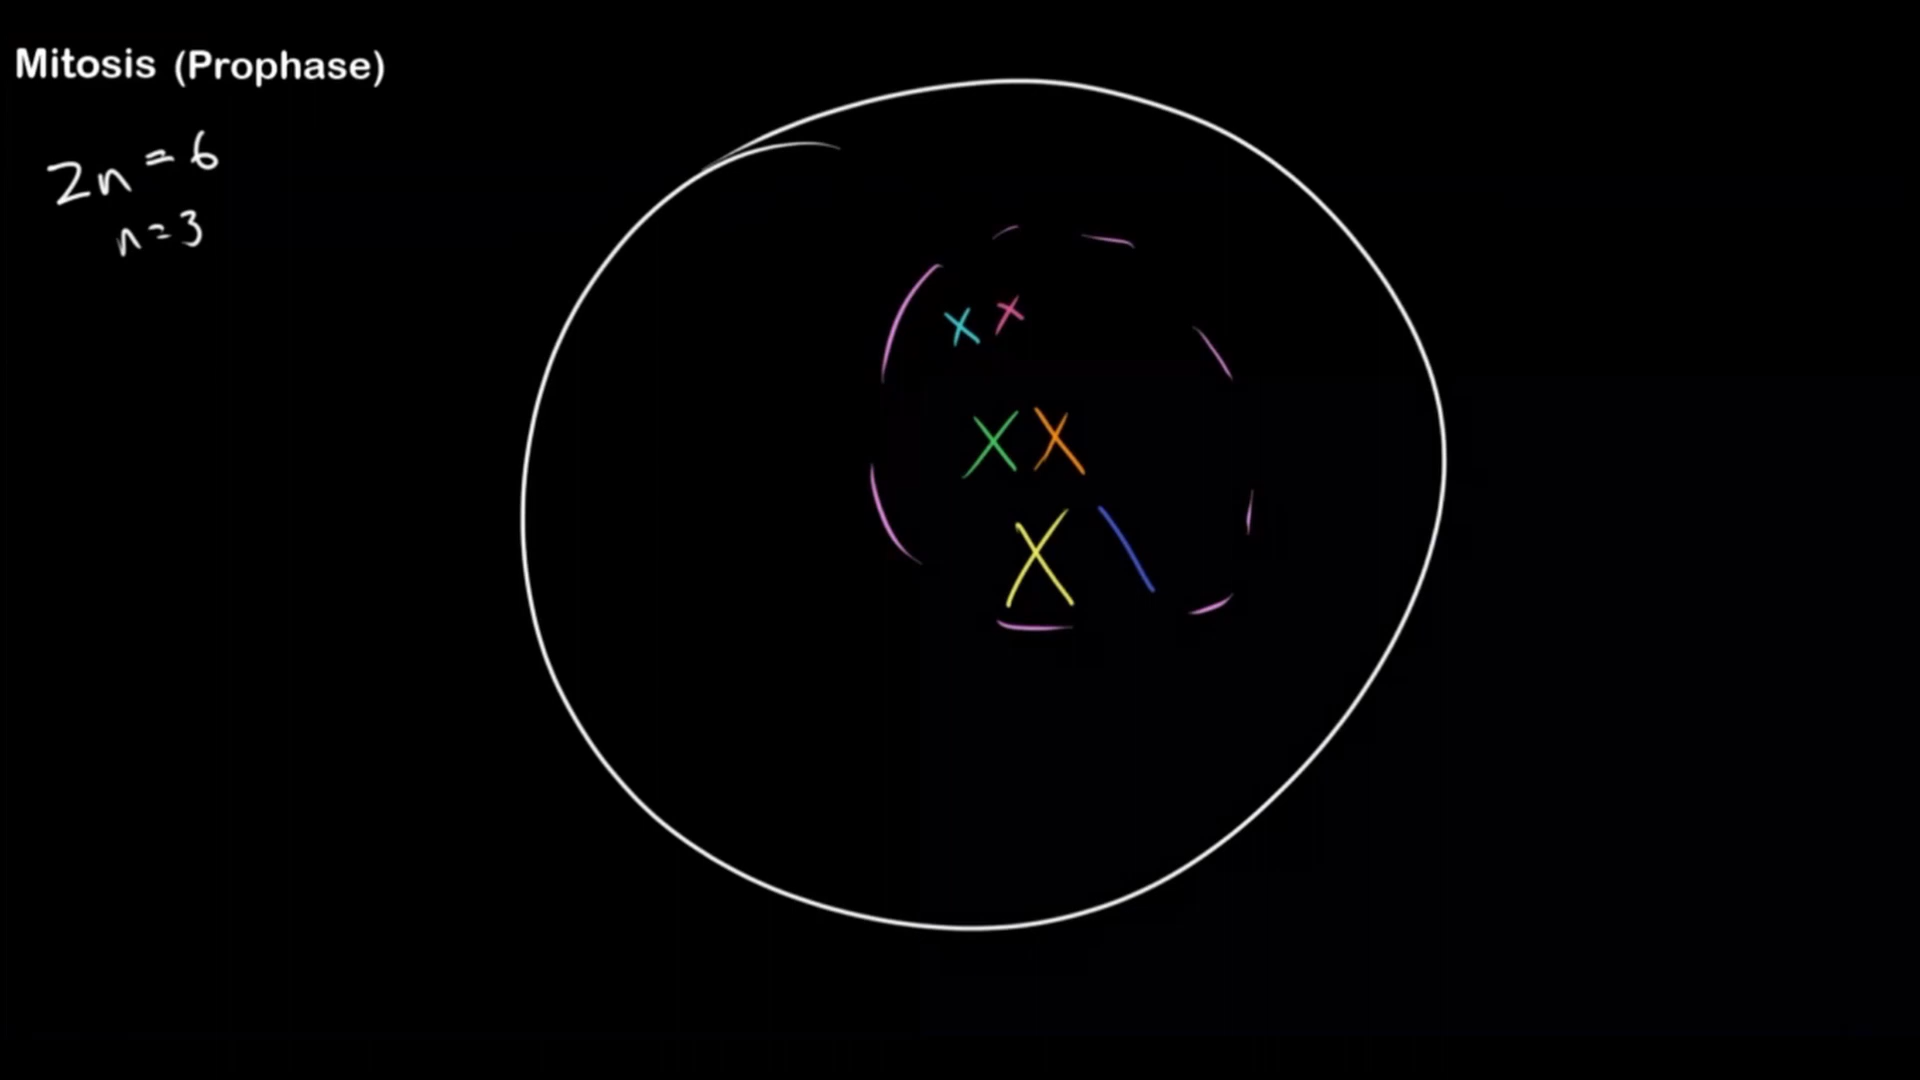 Mitosis (Prophase)
2n = 6
n = 3